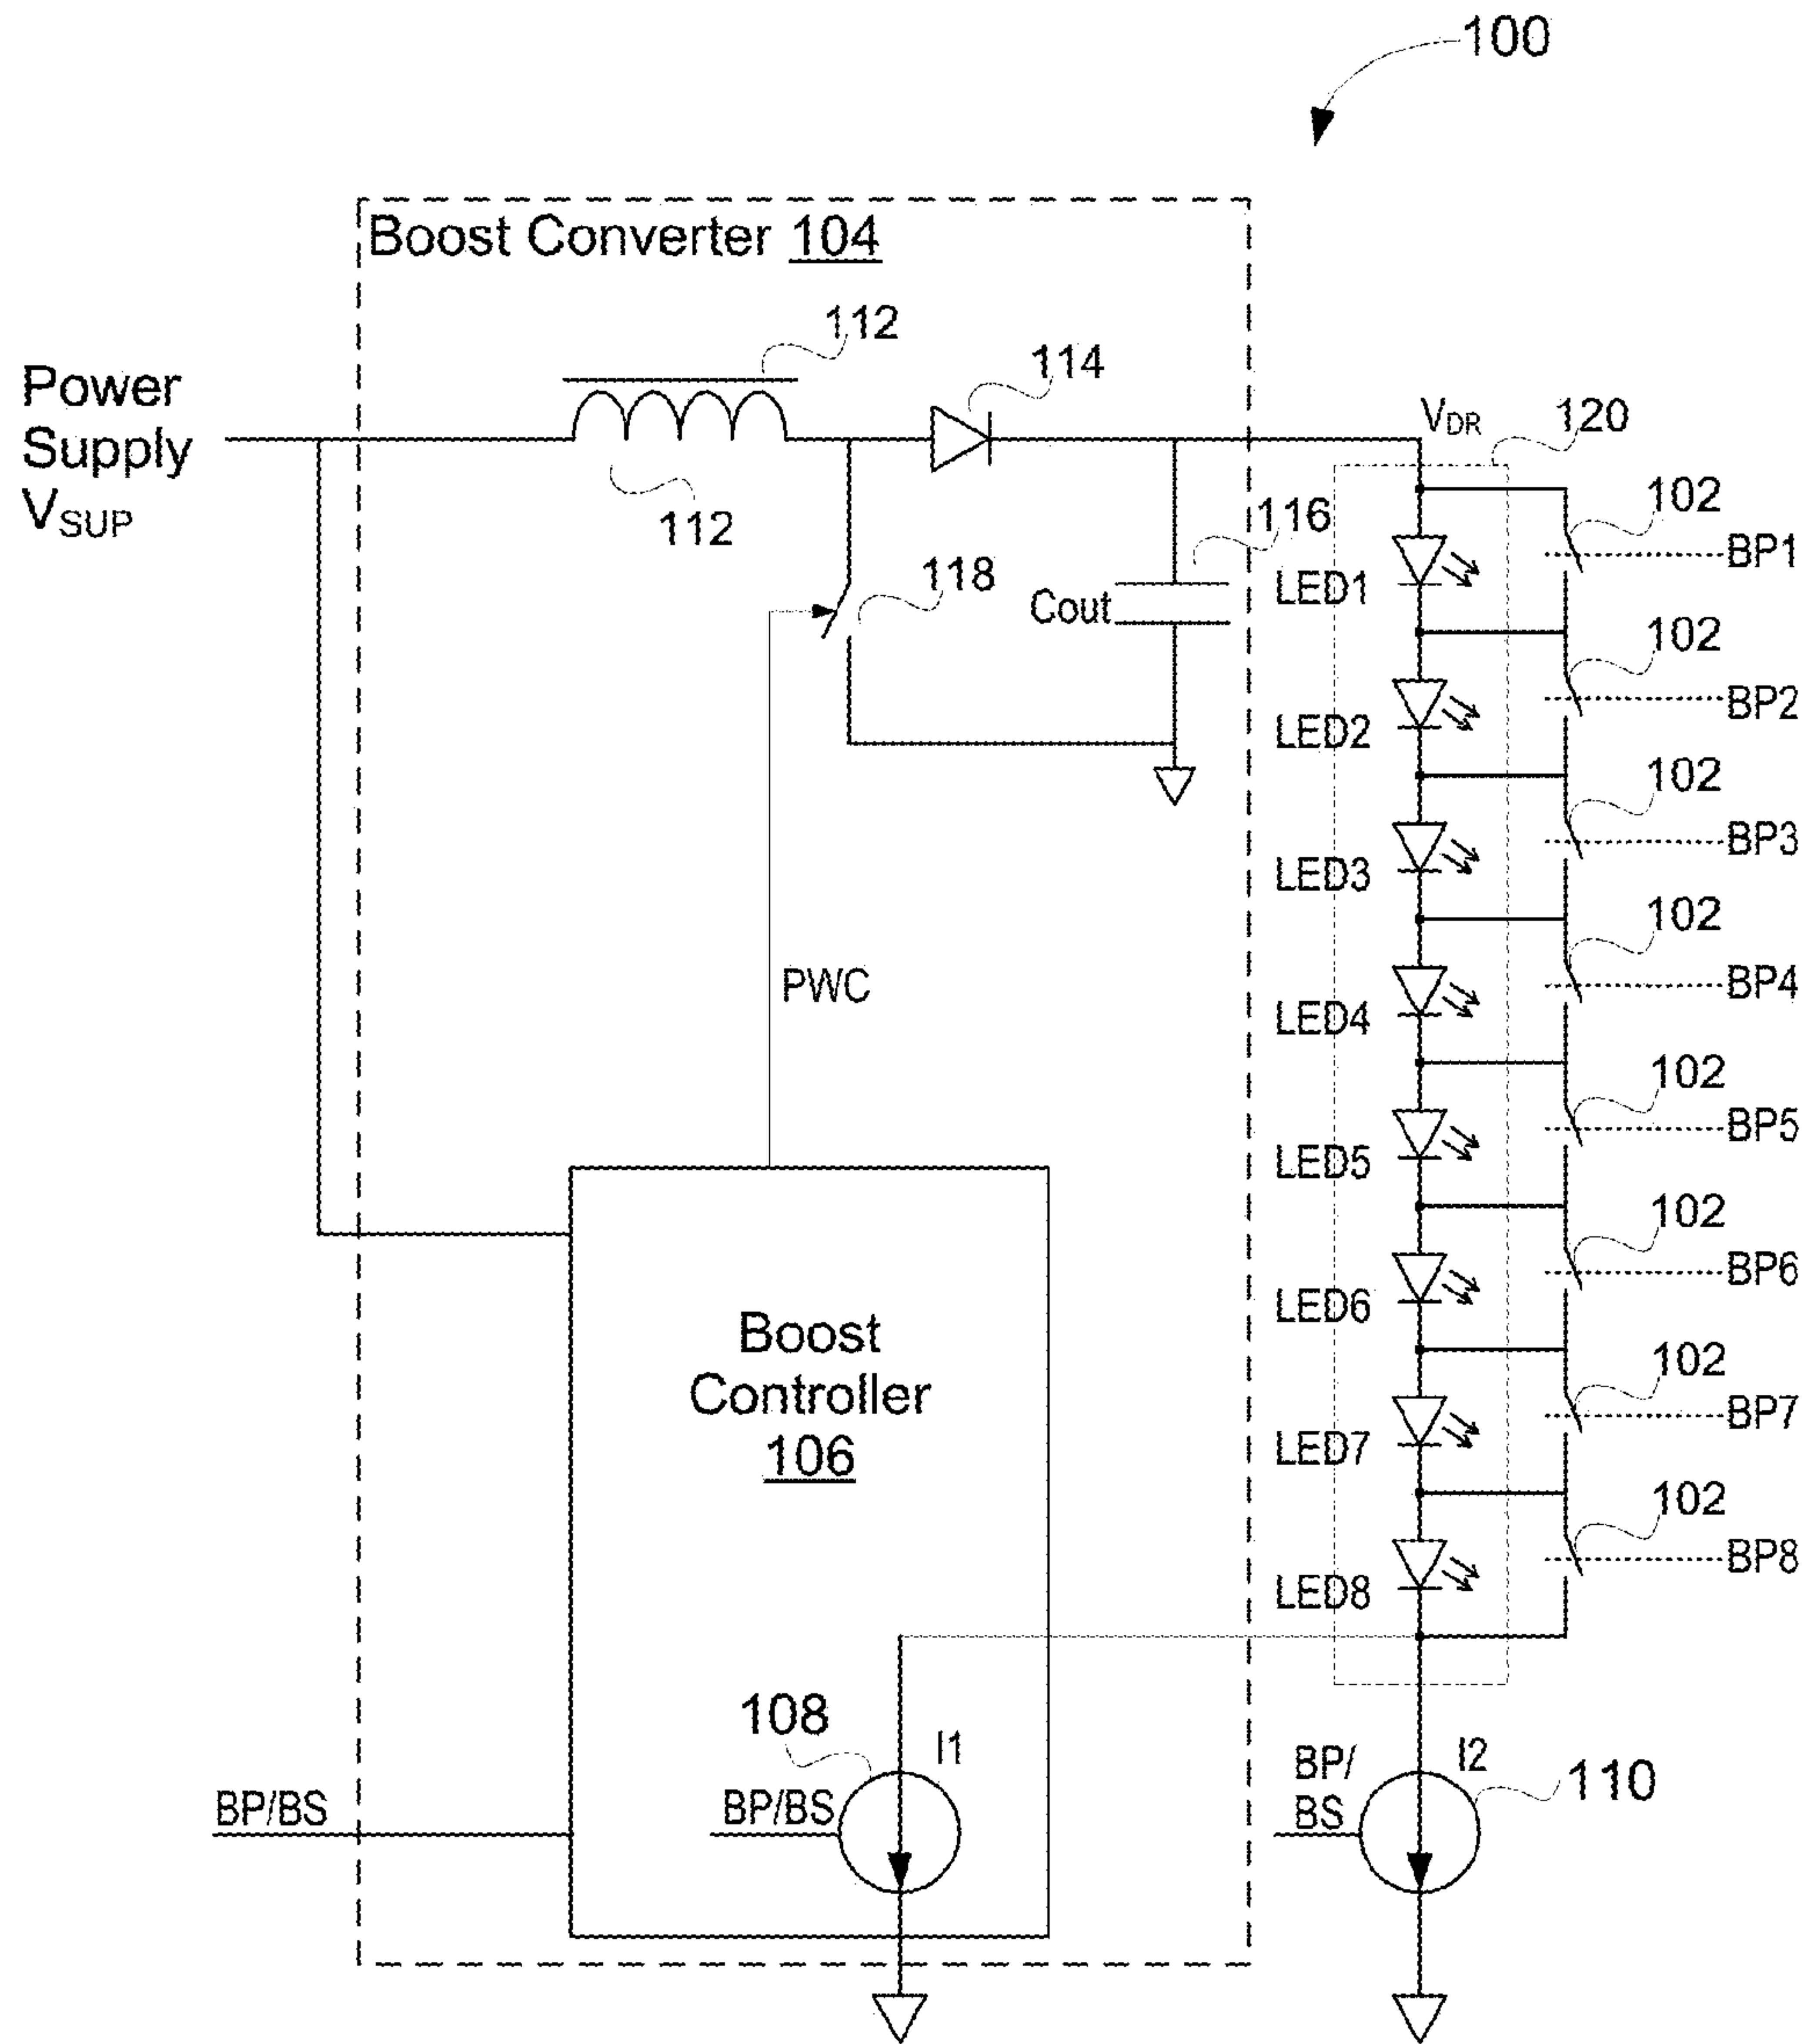 100
Boost Converter 104
112
114
Power
Supply
VSUP
112
118
116
Cout
VDR
120
LED1
102
BP1
LED2
102
BP2
LED3
102
BP3
LED4
102
BP4
LED5
102
BP5
LED6
102
BP6
LED7
102
BP7
LED8
102
BP8
PWC
Boost
Controller
106
108
I1
BP/BS
BP/BS
BP/
BS
I2
110